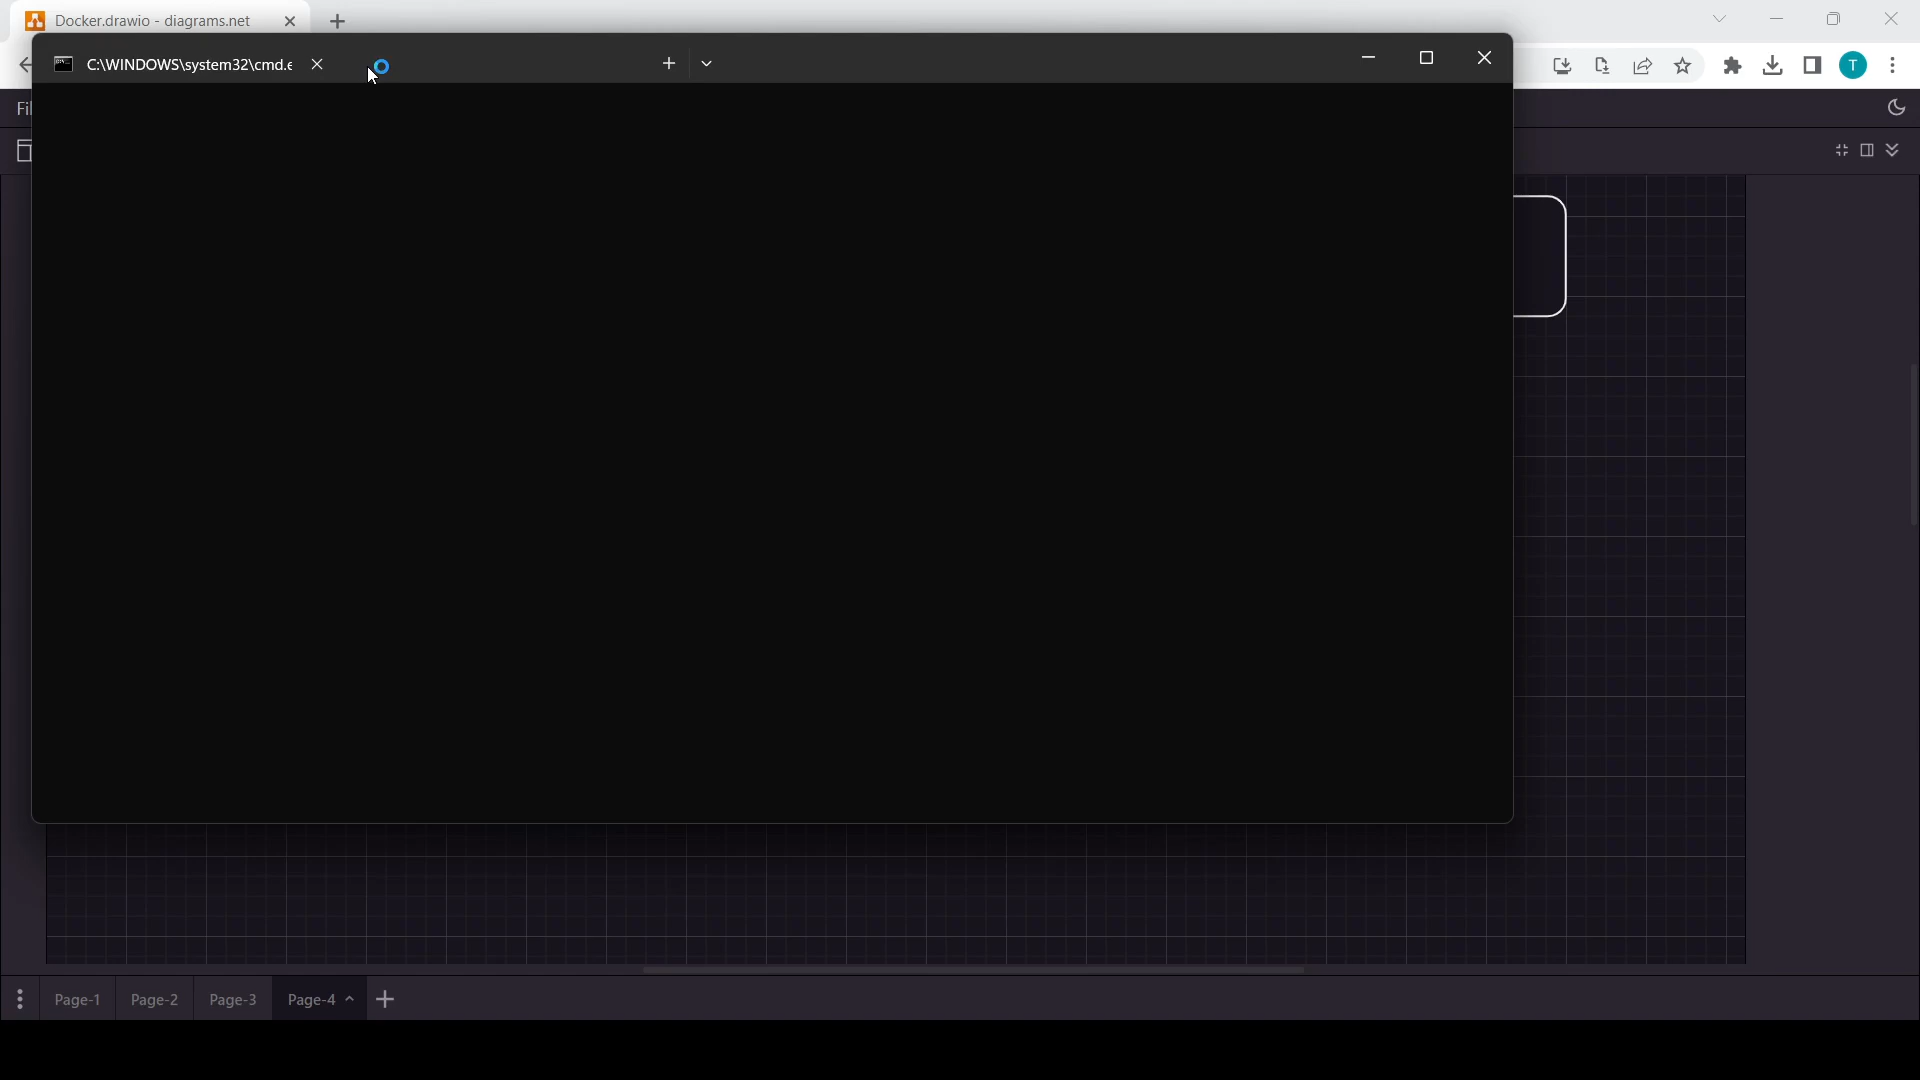 Docker.drawio - diagrams.net
C:\WINDOWS\system32\cmd.e
T
Fil
Page-1
Page-2
Page-3
Page-4